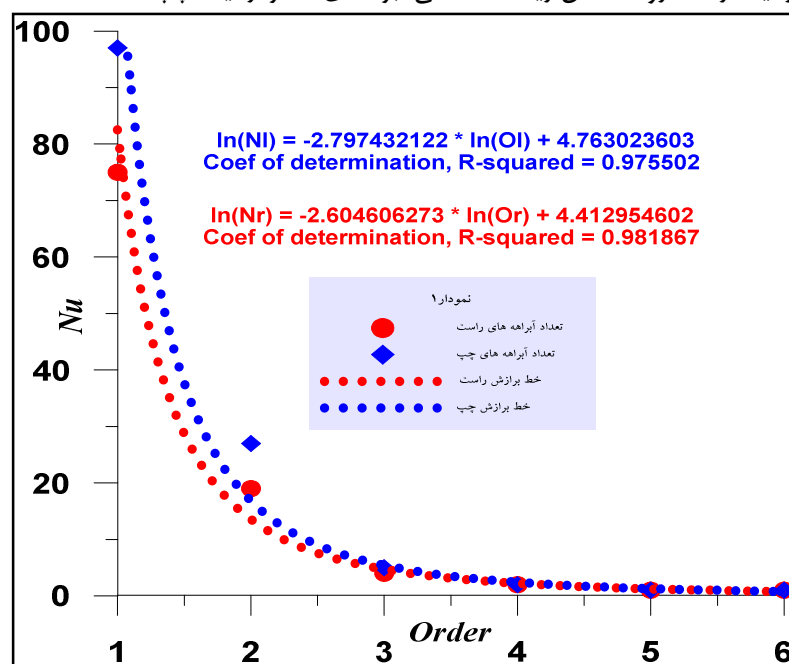 100
80
60
40
20
0
Nu
ln(Nl) = -2.797432122 * ln(Ol) + 4.763023603
Coef of determination, R-squared = 0.975502
ln(Nr) = -2.604606273 * ln(Or) + 4.412954602
Coef of determination, R-squared = 0.981867
نمودار۱
تعداد آبراهه های راست
تعداد آبراهه های چپ
خط برازش راست
خط برازش چپ
Order
1 2 3 4 5 6